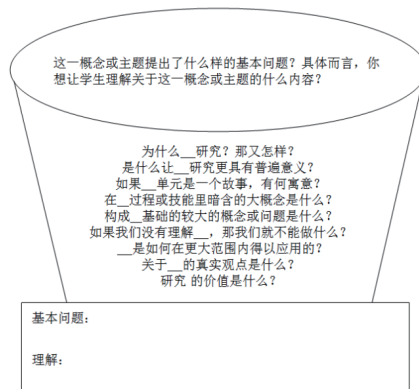 这一概念或主题提出了什么样的基本问题？具体而言，你
想让学生理解关于这一概念或主题的什么内容？
为什么__研究？那又怎样？
是什么让__研究更具有普遍意义？
如果__单元是一个故事，有何寓意？
在__过程或技能里暗含的大概念是什么？
构成__基础的较大的概念或问题是什么？
如果我们没有理解__，那我们就不能做什么？
__是如何在更大范围内得以应用的？
关于__的真实观点是什么？
研究 的价值是什么？
基本问题：
理解：